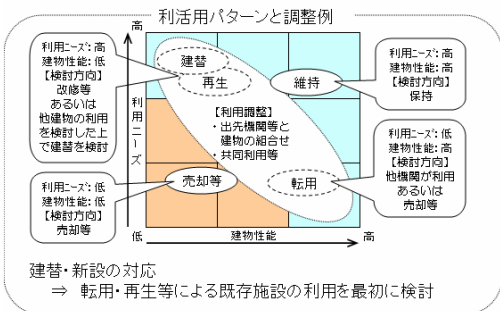 利活用パターンと調整例
利用ニーズ: 高
建物性能: 低
【検討方向】
改修等
あるいは
他建物の利用
を検討した上
で建替を検討
利用ニーズ: 低
建物性能: 低
【検討方向】
売却等
高
利用ニーズ
低
建替
再生
維持
【利用調整】
・出先機関等と
建物の組合せ
・共同利用等
売却等
転用
建物性能
高
利用ニーズ: 高
建物性能: 高
【検討方向】
保持
利用ニーズ: 低
建物性能: 高
【検討方向】
他機関が利用
あるいは
売却等
建替・新設の対応
⇒ 転用・再生等による既存施設の利用を最初に検討